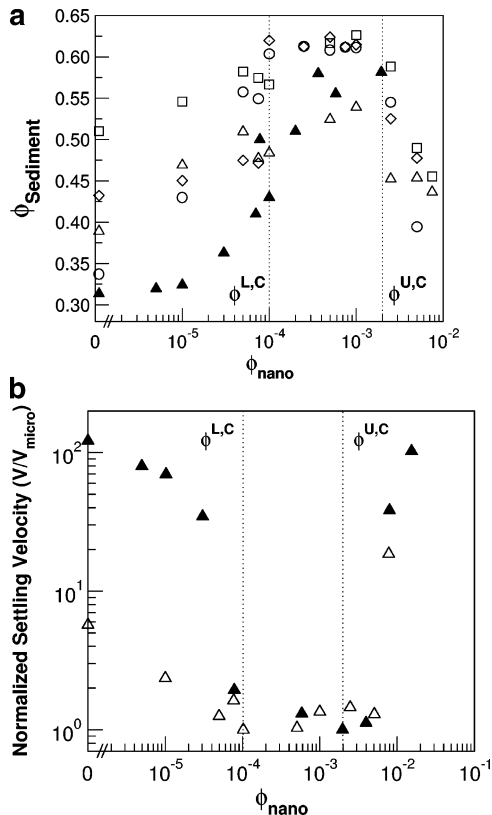 a
0.65
0.60
0.55
0.50
0.45
0.40
0.35
0.30
ϕSediment
ϕL,C
ϕU,C
0 10-5 10-4 10-3 10-2
ϕnano
b
102
101
100
Normalized Settling Velocity (V/Vmicro)
ϕL,C
ϕU,C
0 10-5 10-4 10-3 10-2 10-1
ϕnano